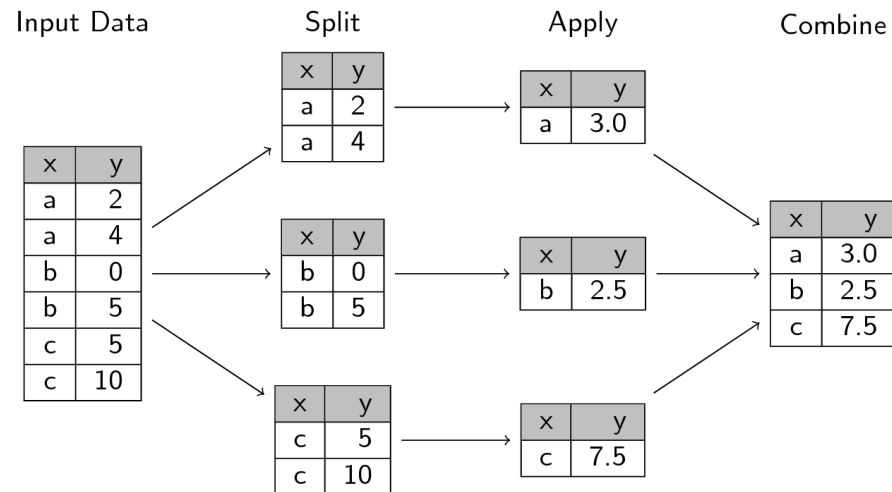 Input Data
Split
Apply
Combine
x y
a 2
a 4
b 0
b 5
c 5
c 10
x y
a 2
a 4
x y
b 0
b 5
x y
c 5
c 10
x y
a 3.0
x y
b 2.5
x y
c 7.5
x y
a 3.0
b 2.5
c 7.5